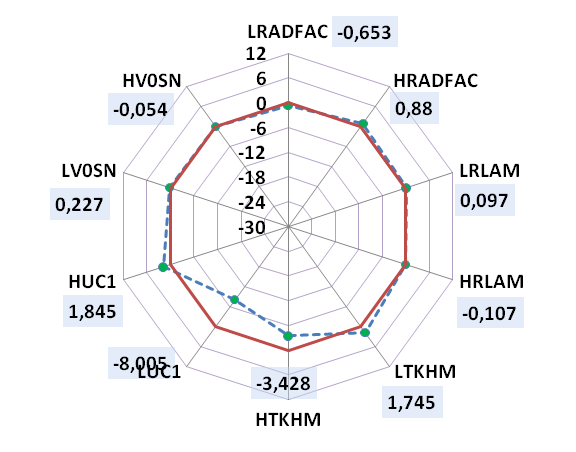 LRADFAC -0,653
12
HV0SN
6
HRADFAC
-0,054
0
0,88
-6
-12
LV0SN
LRLAM
-18
0,227
0,097
-24
-30
HUC1
HRLAM
1,845
-0,107
-8,005
LUC1
LTKHM
-3,428
1,745
HTKHM